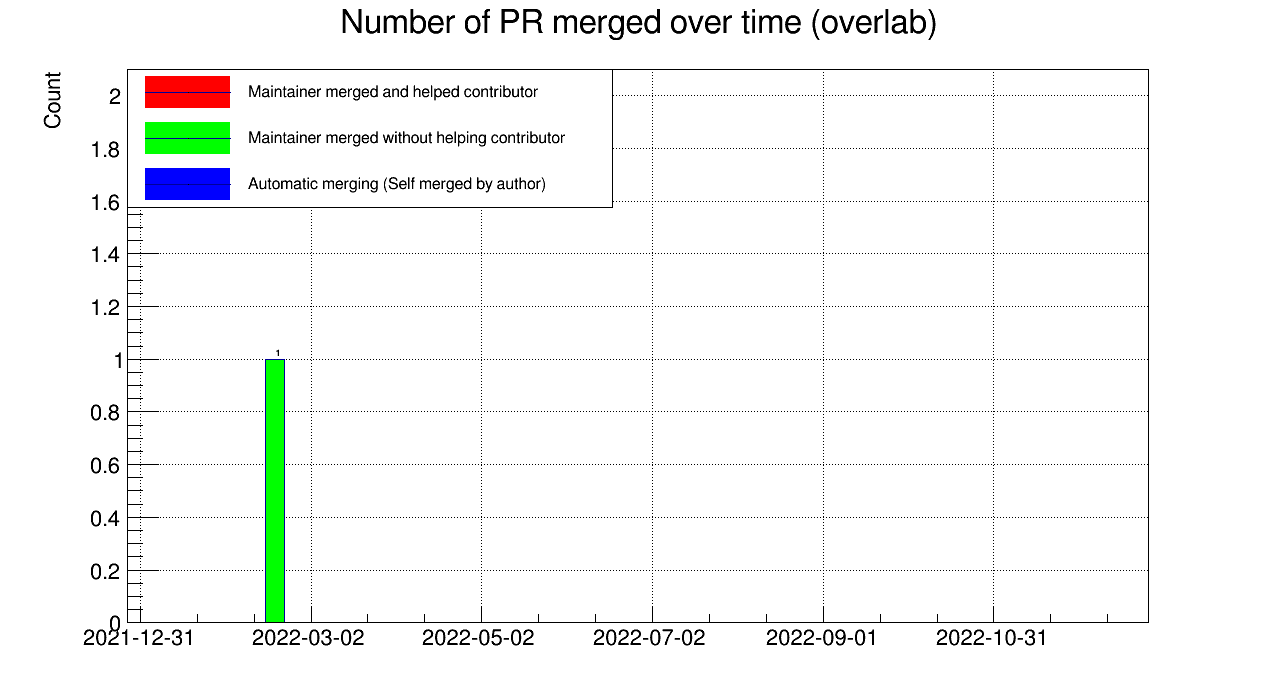 Number of PR merged over time (overlab)
Count
Maintainer merged and helped contributor
Maintainer merged without helping contributor
Automatic merging (Self merged by author)
2
1.8
1.6
1.4
1.2
1
0.8
0.6
0.4
0.2
0
1
2021-12-31 2022-03-02 2022-05-02 2022-07-02 2022-09-01 2022-10-31